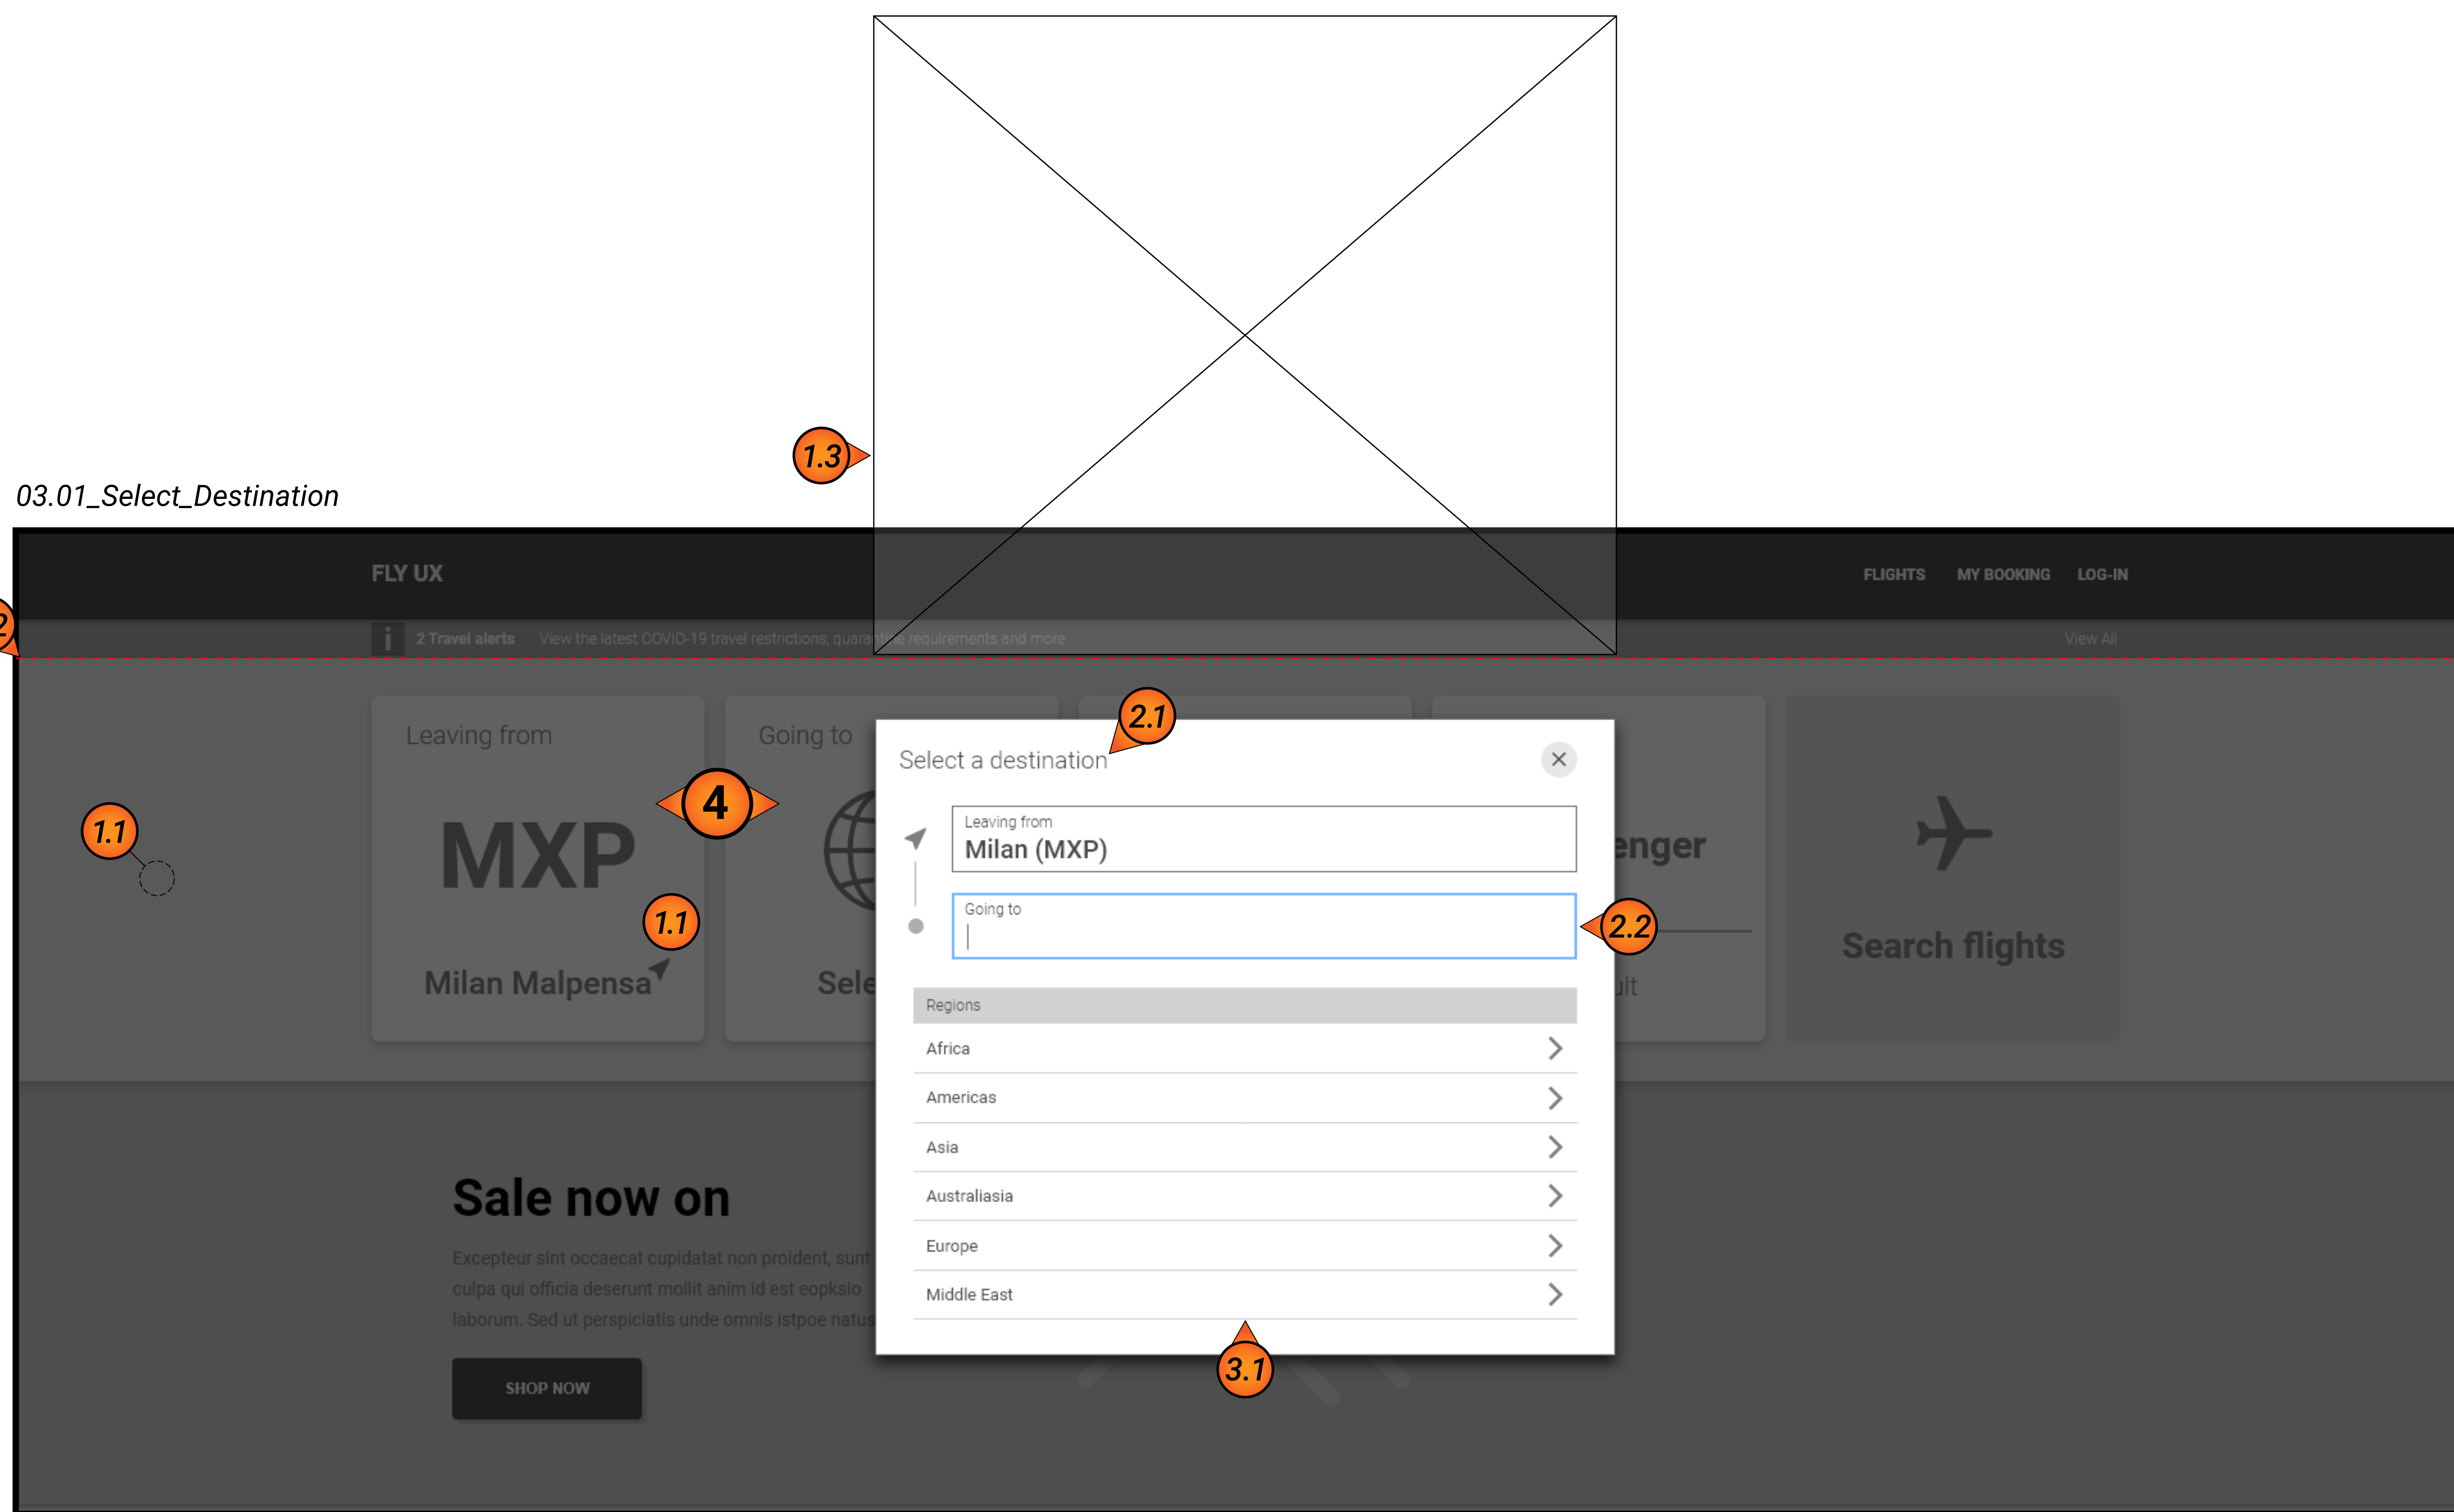 1.3
03.01_Select_Destination
FLY UX
FLIGHTS
MY BOOKING
LOG-IN
2
i
2 Travel alerts
View the latest COVID-19 travel restrictions, quarantine requirements and more
View All
Leaving from
MXP
Milan Malpensa
1.1
1.1
4
Going to
Sele
2.1
Select a destination
Leaving from
Milan (MXP)
Going to
2.2
Regions
Africa
Americas
Asia
Australiasia
Europe
Middle East
3.1
enger
ult
Search flights
Sale now on
Excepteur sint occaecat cupidatat non proident, sunt
culpa qui officia deserunt mollit anim id est eopksio
laborum. Sed ut perspiciatis unde omnis istpoe natus
SHOP NOW